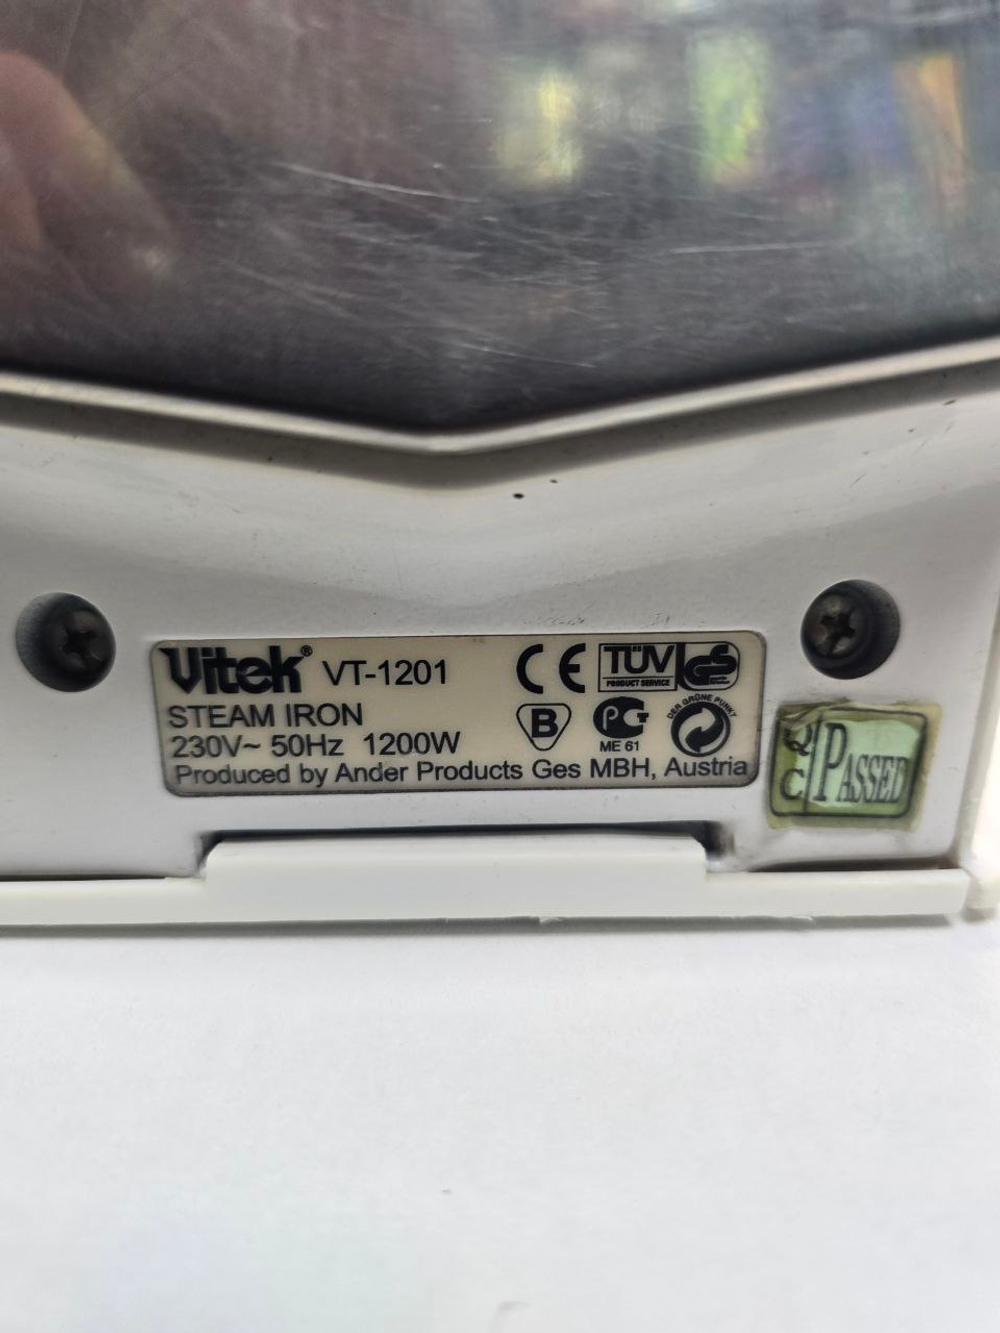 Vitek® VT-1201
STEAM IRON
230V~ 50Hz 1200W
Produced by Ander Products Ges MBH, Austria
CE
TÜV
PRODUCT SERVICE
GS
B
PCT
ME 61
DER GRÜNE PUNKT
QC PASSED